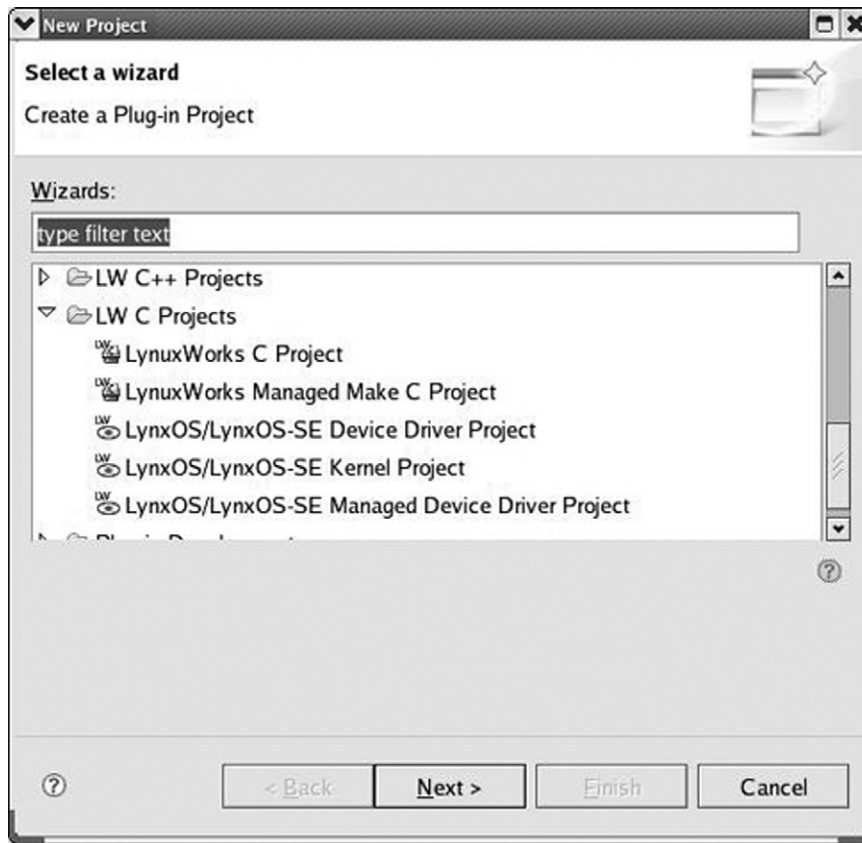 New Project
Select a wizard
Create a Plug-in Project
Wizards:
type filter text
LW C++ Projects
LW C Projects
LynuxWorks C Project
LynuxWorks Managed Make C Project
LynxOS/LynxOS-SE Device Driver Project
LynxOS/LynxOS-SE Kernel Project
LynxOS/LynxOS-SE Managed Device Driver Project
< Back
Next >
Finish
Cancel